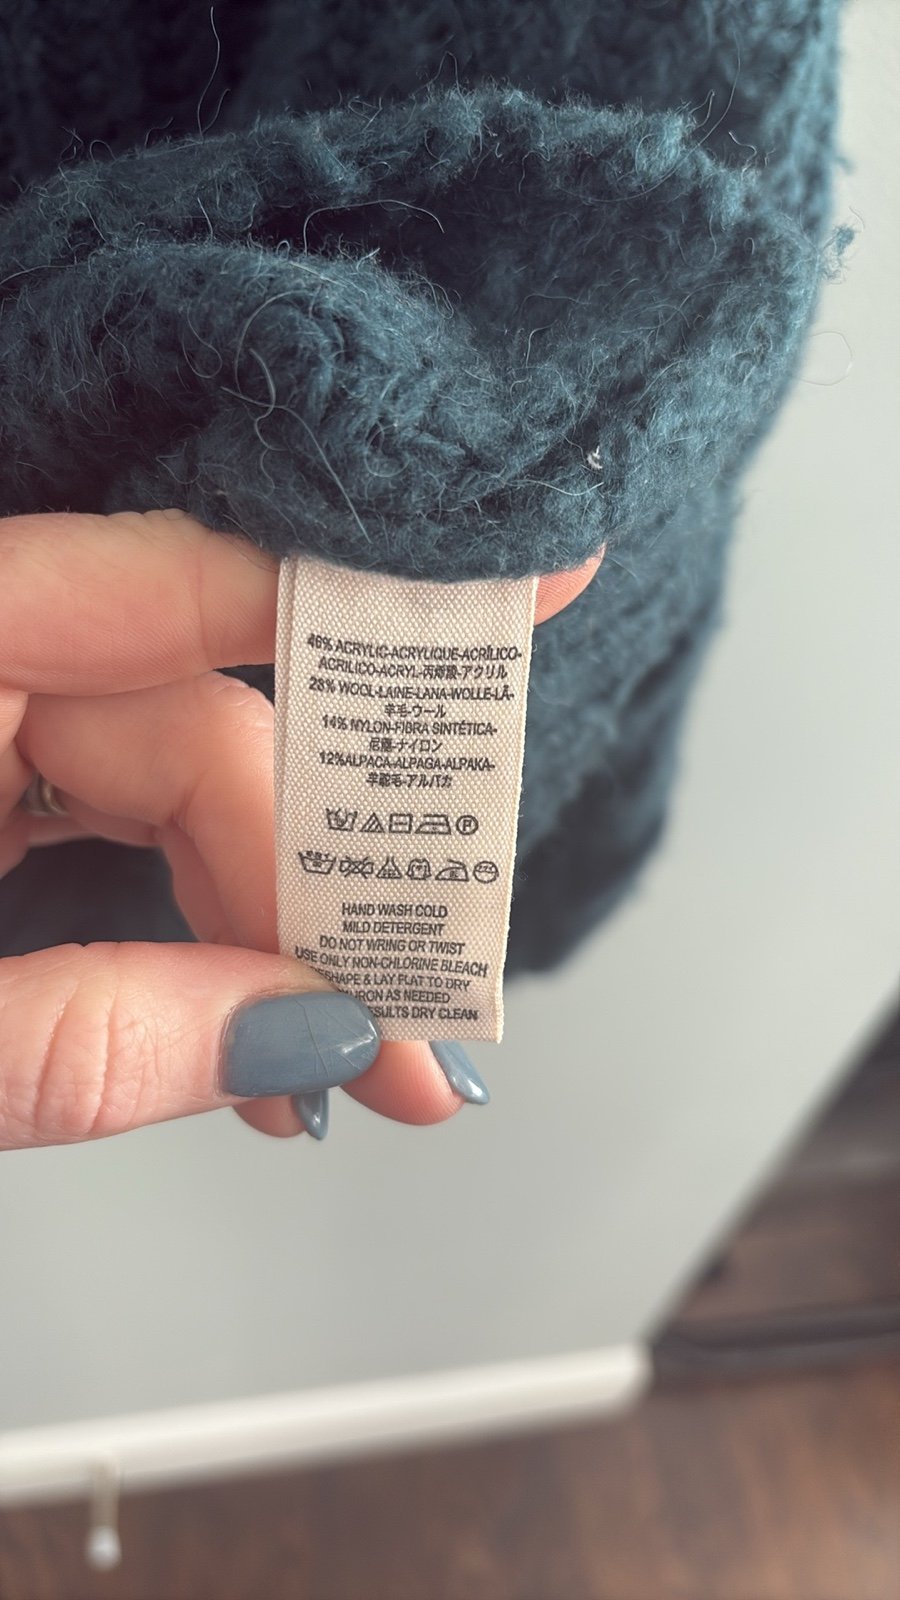 46% ACRYLIC-ACRYLIQUE-ACRÍLICO-
ACRILICO-ACRYL-丙烯酸-アクリル
28% WOOL-LAINE-LANA-WOLLE-LÃ-
羊毛-ウール
14% NYLON-FIBRA SINTÉTICA-
尼龍-ナイロン
12%ALPACA-ALPAGA-ALPAKA-
羊駝毛-アルパカ
P
HAND WASH COLD
MILD DETERGENT
DO NOT WRING OR TWIST
USE ONLY NON-CHLORINE BLEACH
& LAY FLAT TO DRY
IRON AS NEEDED
DRY CLEAN